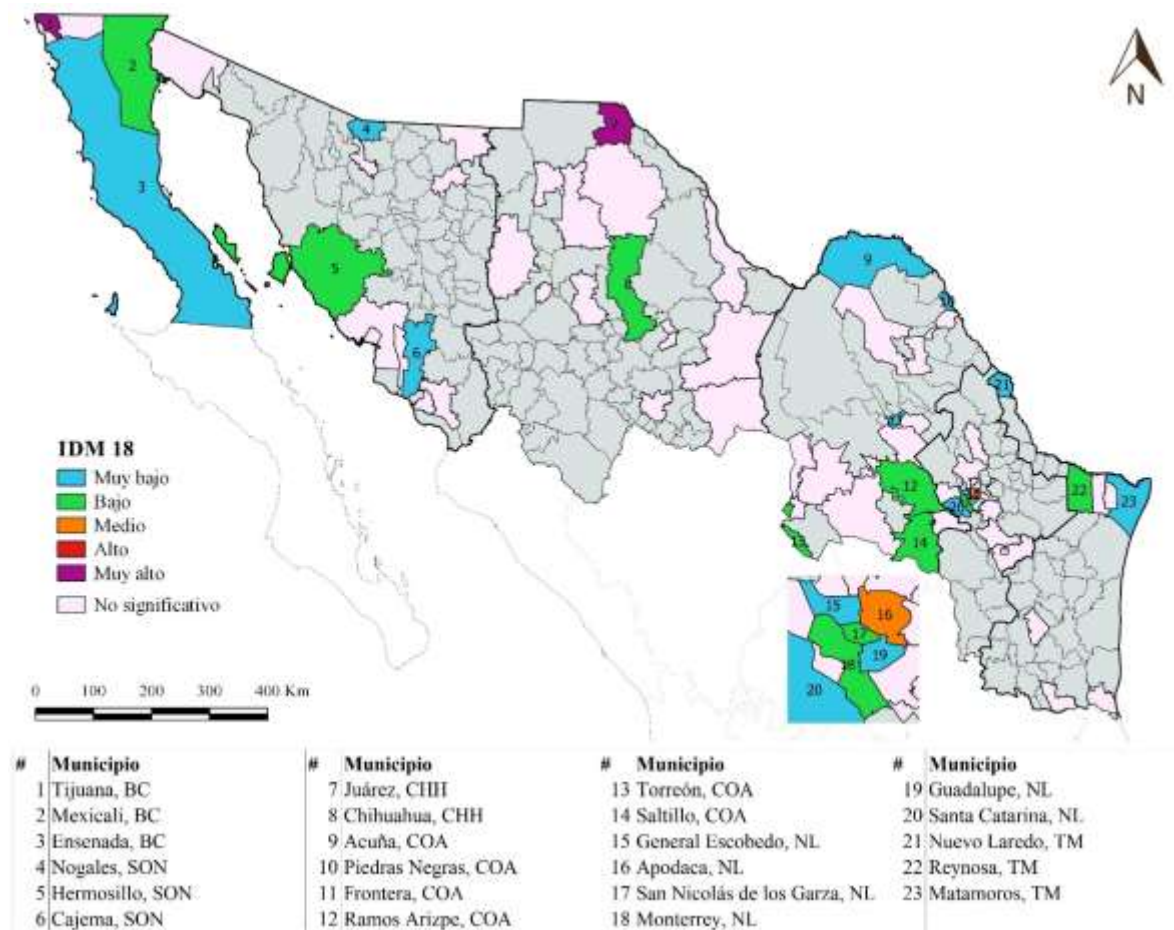 N
1
2
3
4
5
6
7
8
9
10
11
12
13
14
21
22
23
20
IDM 18
Muy bajo
Bajo
Medio
Alto
Muy alto
No significativo
0 100 200 300 400 Km
15
16
17
18
19
20
# Municipio
1 Tijuana, BC
2 Mexicali, BC
3 Ensenada, BC
4 Nogales, SON
5 Hermosillo, SON
6 Cajema, SON
# Municipio
7 Juárez, CHH
8 Chihuahua, CHH
9 Acuña, COA
10 Piedras Negras, COA
11 Frontera, COA
12 Ramos Arizpe, COA
# Municipio
13 Torreón, COA
14 Saltillo, COA
15 General Escobedo, NL
16 Apodaca, NL
17 San Nicolás de los Garza, NL
18 Monterrey, NL
# Municipio
19 Guadalupe, NL
20 Santa Catarina, NL
21 Nuevo Laredo, TM
22 Reynosa, TM
23 Matamoros, TM